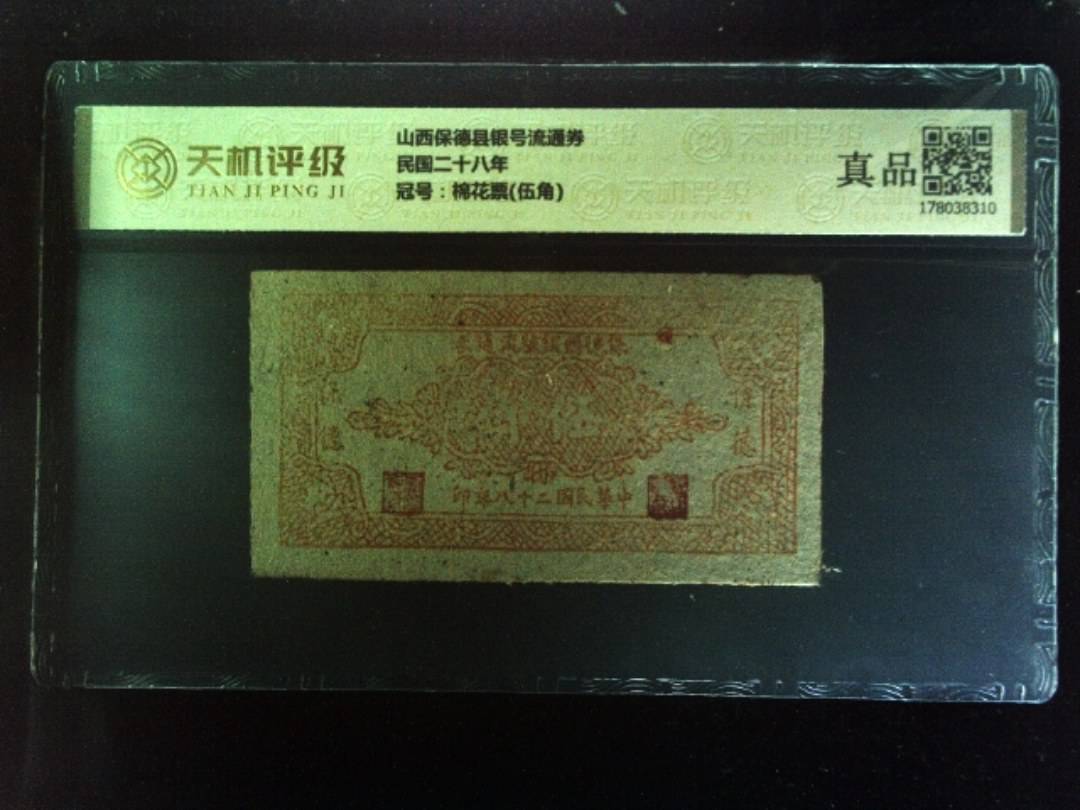 天机评级
TIAN JI PING JI
山西保德县银号流通券
民国二十八年
冠号：棉花票(伍角)
真品
178038310
伍角
印年八十二國民華中